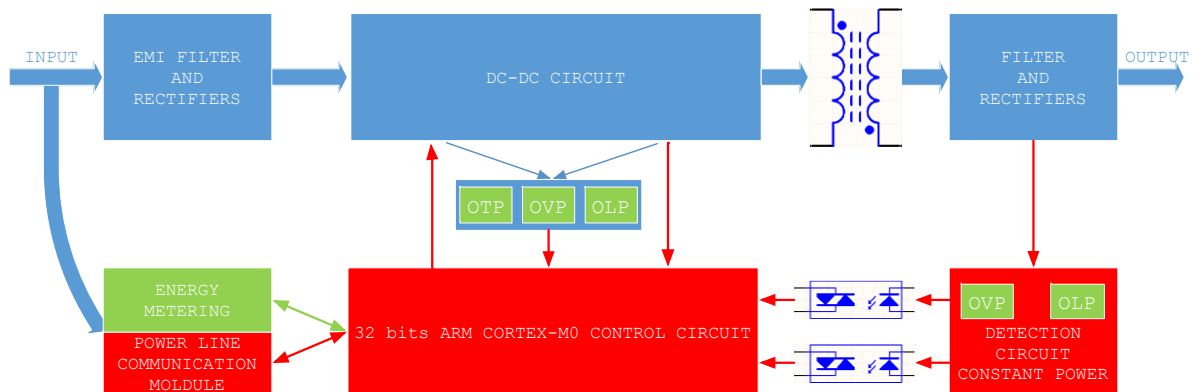 INPUT
EMI FILTER
AND
RECTIFIERS
DC-DC CIRCUIT
FILTER
AND
RECTIFIERS
OUTPUT
OTP
OVP
OLP
ENERGY
METERING
POWER LINE
COMMUNICATION
MOLDULE
32 bits ARM CORTEX-M0 CONTROL CIRCUIT
OVP
OLP
DETECTION
CIRCUIT
CONSTANT POWER